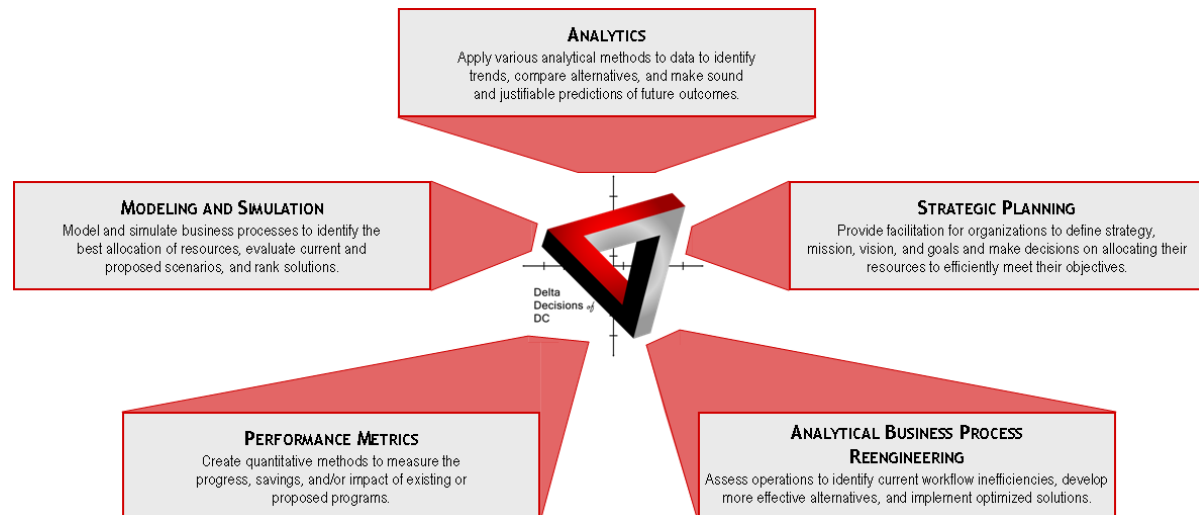 ANALYTICS
Apply various analytical methods to data to identify
trends, compare alternatives, and make sound
and justifiable predictions of future outcomes.
MODELING AND SIMULATION
Model and simulate business processes to identify the
best allocation of resources, evaluate current and
proposed scenarios, and rank solutions.
STRATEGIC PLANNING
Provide facilitation for organizations to define strategy,
mission, vision, and goals and make decisions on allocating their
resources to efficiently meet their objectives.
Delta
Decisions of
DC
PERFORMANCE METRICS
Create quantitative methods to measure the
progress, savings, and/or impact of existing or
proposed programs.
ANALYTICAL BUSINESS PROCESS
REENGINEERING
Assess operations to identify current workflow inefficiencies, develop
more effective alternatives, and implement optimized solutions.